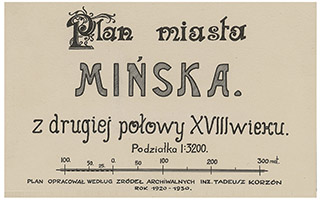 Plan miasta
MIŃSKA.
z drugiej połowy XVIII wieku.
Podziałka 1:3200.
100. 50. 25. 0. 100 200 300 mt.
PLAN OPRACOWAŁ WEDŁUG ŹRÓDEŁ ARCHIWALNYCH INŻ. TADEUSZ KORZON
ROK 1920-1930.